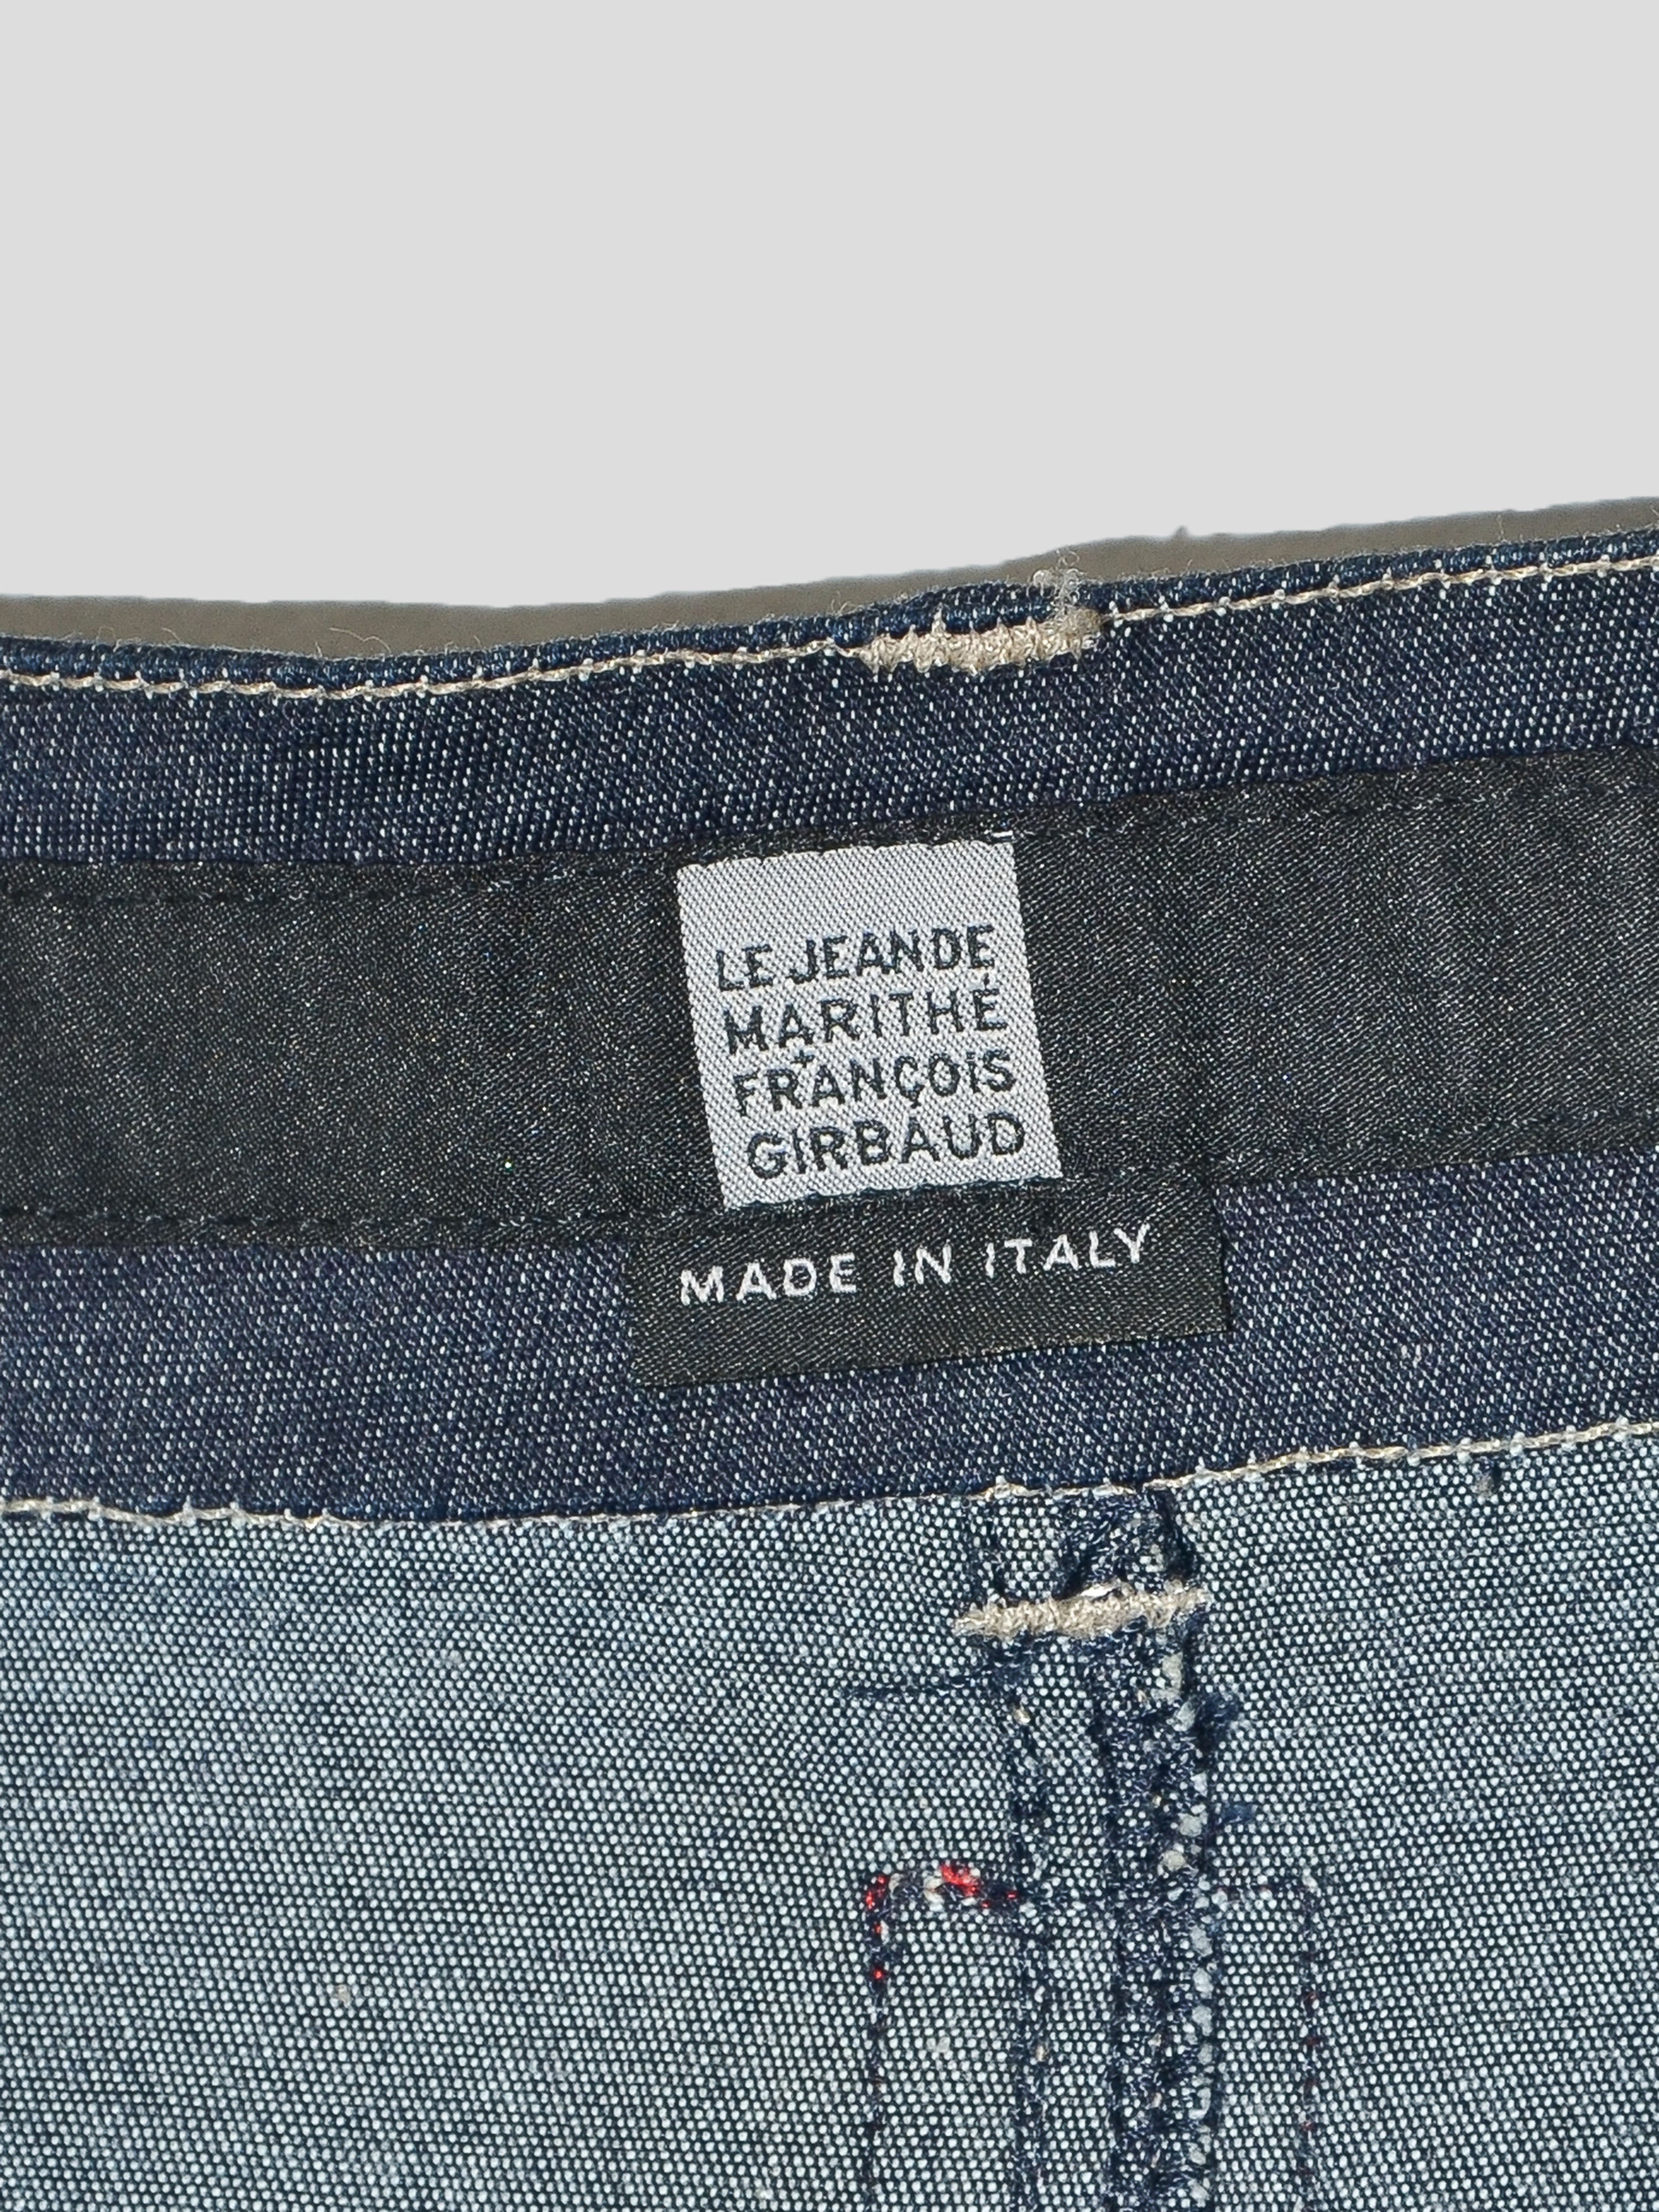 LE JEAN DE
MARITHÉ
+
FRANÇOIS
GIRBAUD
MADE IN ITALY